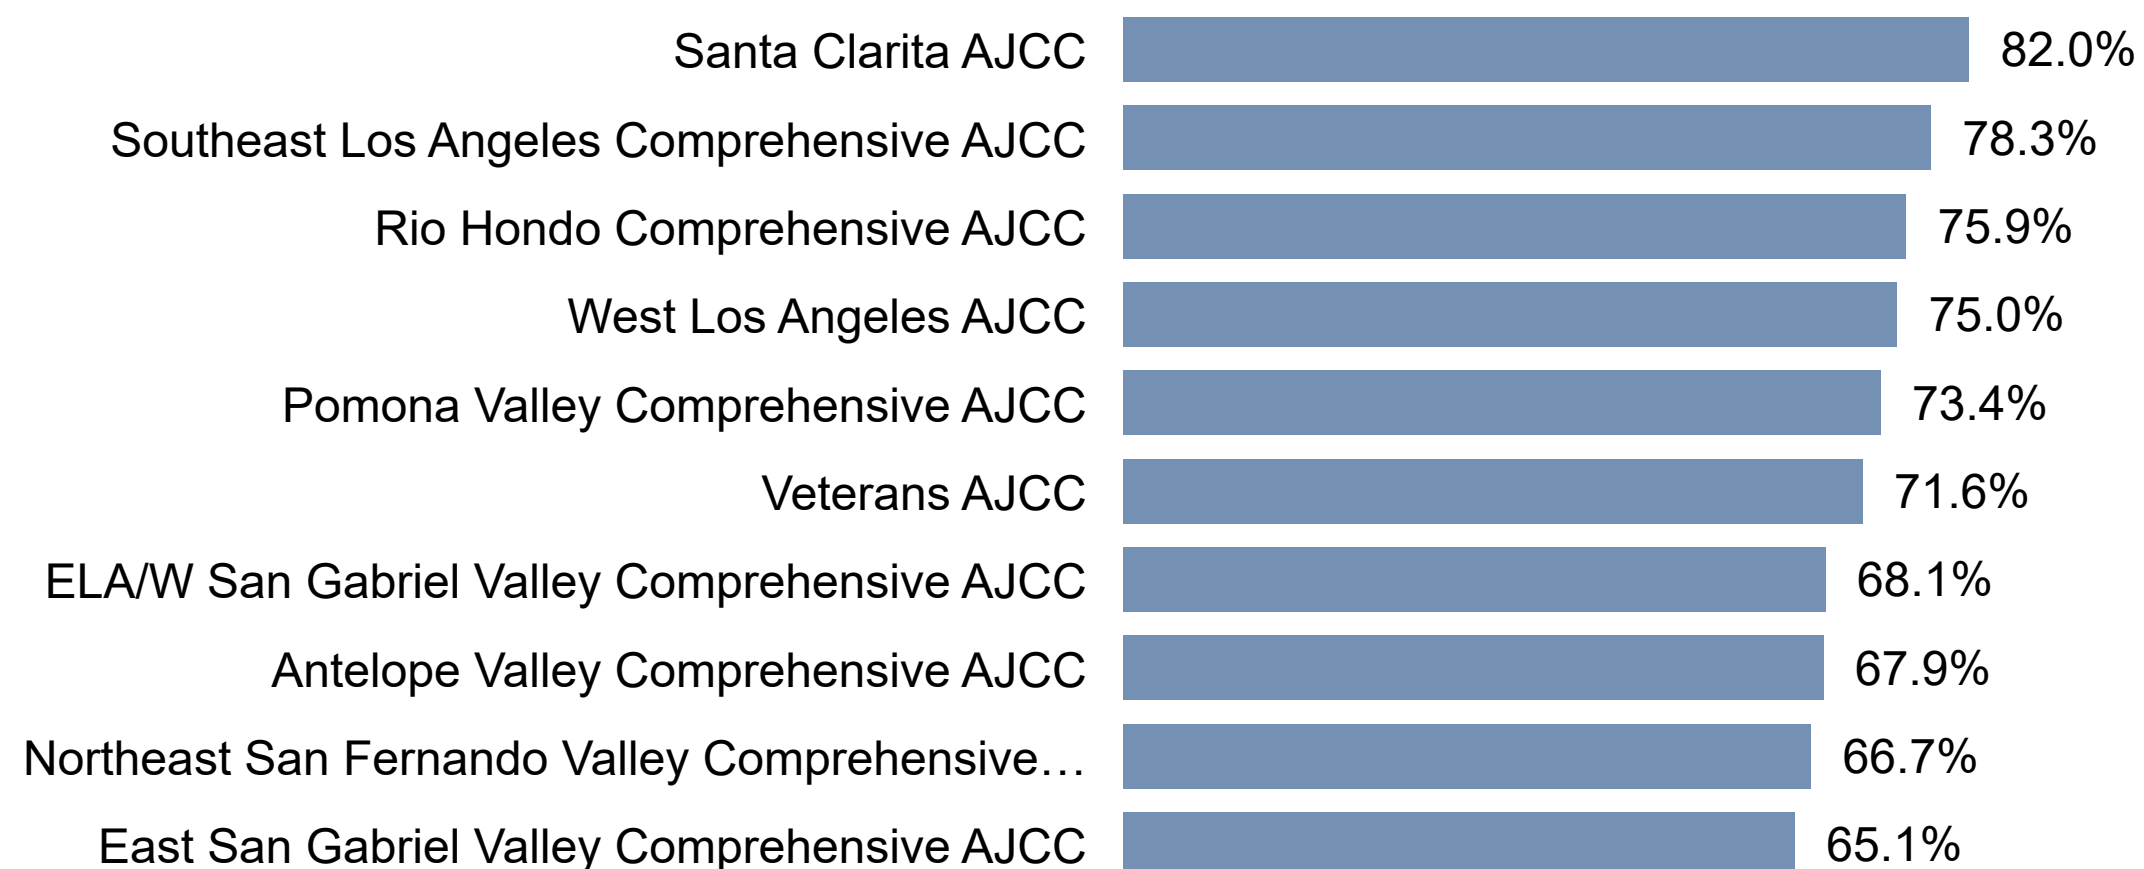 Santa Clarita AJCC 82.0%
Southeast Los Angeles Comprehensive AJCC 78.3%
Rio Hondo Comprehensive AJCC 75.9%
West Los Angeles AJCC 75.0%
Pomona Valley Comprehensive AJCC 73.4%
Veterans AJCC 71.6%
ELA/W San Gabriel Valley Comprehensive AJCC 68.1%
Antelope Valley Comprehensive AJCC 67.9%
Northeast San Fernando Valley Comprehensive… 66.7%
East San Gabriel Valley Comprehensive AJCC 65.1%